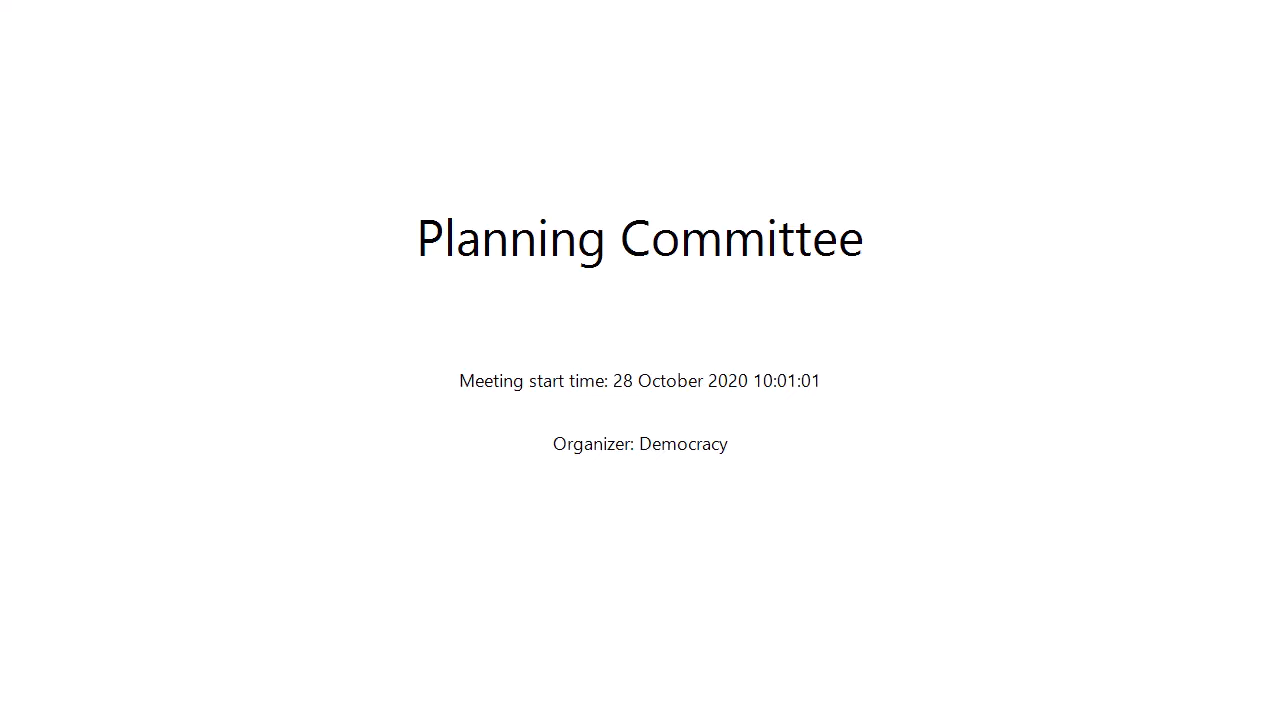 Planning Committee
Meeting start time: 28 October 2020 10:01:01
Organizer: Democracy